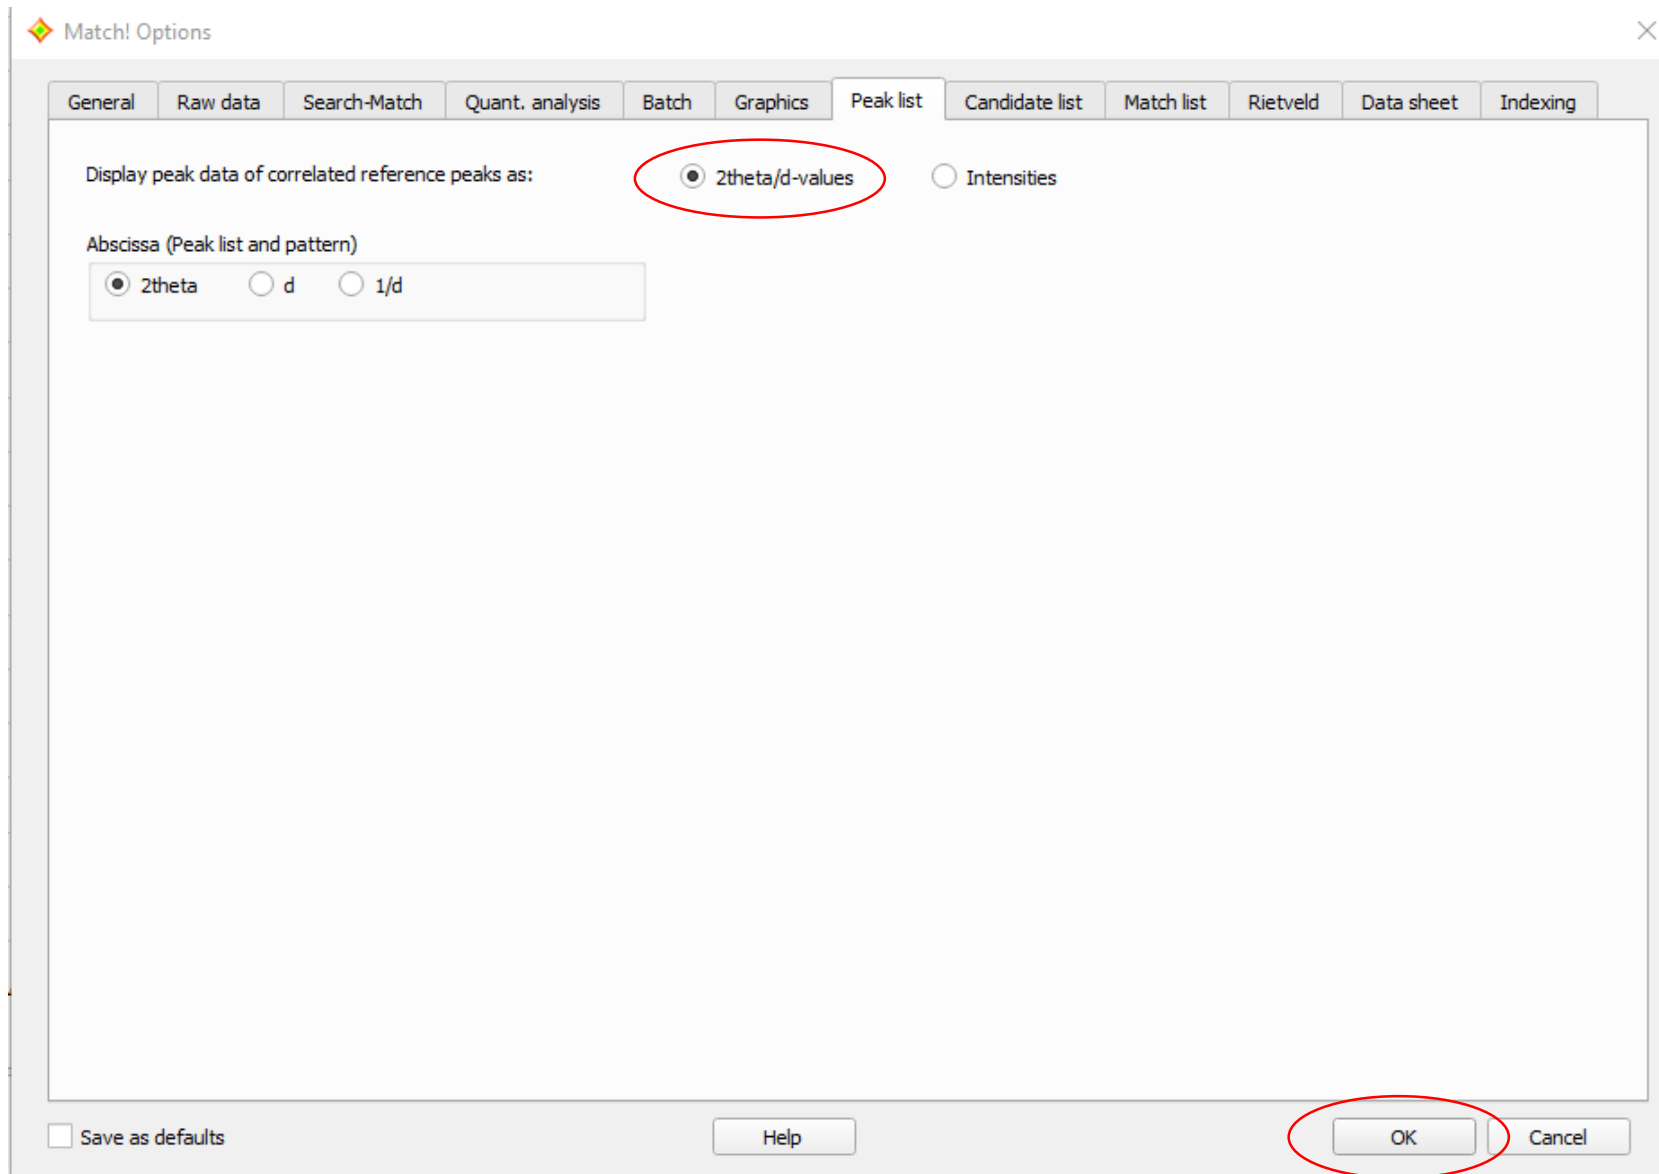 Match! Options
General Raw data Search-Match Quant. analysis Batch Graphics Peak list Candidate list Match list Rietveld Data sheet Indexing
Display peak data of correlated reference peaks as: 2theta/d-values Intensities
Abscissa (Peak list and pattern)
2theta d 1/d
Save as defaults Help OK Cancel